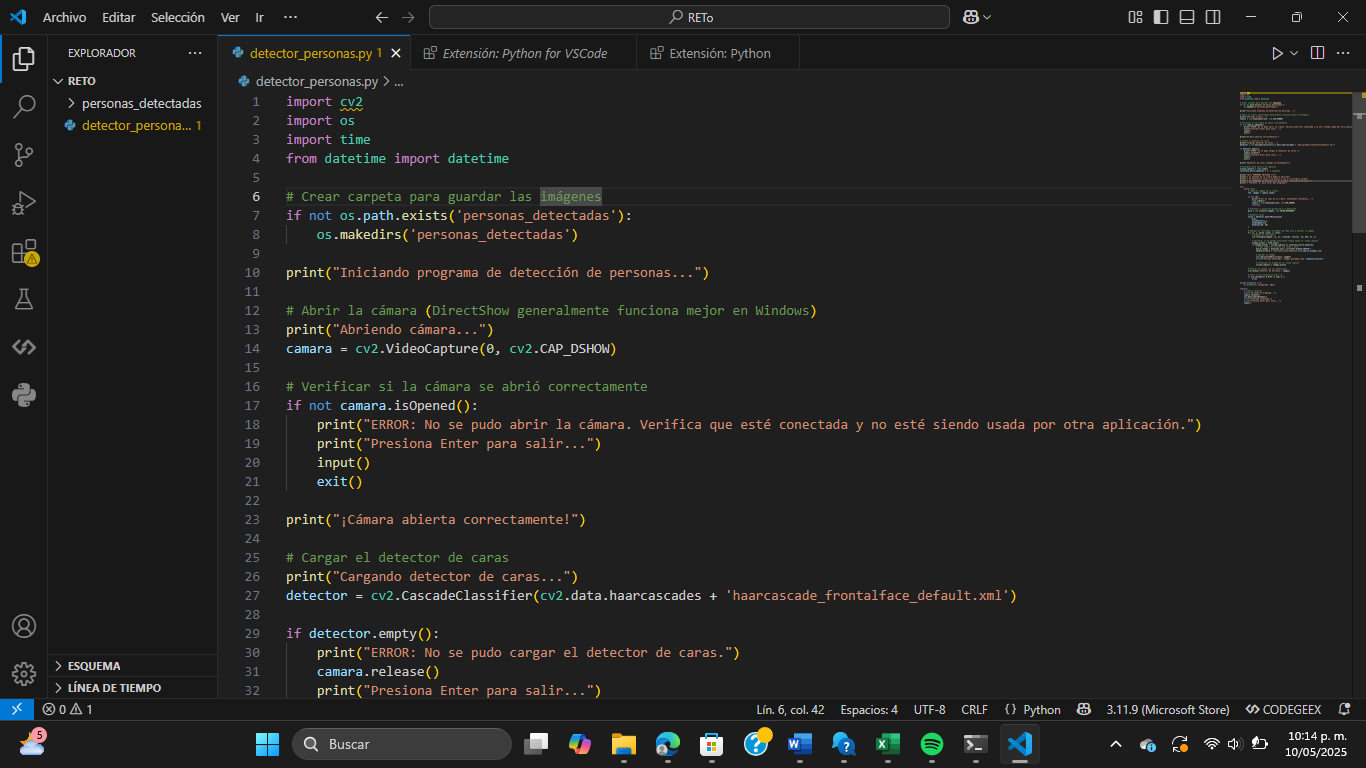 Archivo Editar Selección Ver Ir ··· RETo
EXPLORADOR ···
RETO
personas_detectadas
detector_persona... 1
ESQUEMA
LÍNEA DE TIEMPO
detector_personas.py 1 Extensión: Python for VSCode Extensión: Python
detector_personas.py > ...
1 import cv2
2 import os
3 import time
4 from datetime import datetime
5
6 # Crear carpeta para guardar las imágenes
7 if not os.path.exists('personas_detectadas'):
8 os.makedirs('personas_detectadas')
9
10 print("Iniciando programa de detección de personas...")
11
12 # Abrir la cámara (DirectShow generalmente funciona mejor en Windows)
13 print("Abriendo cámara...")
14 camara = cv2.VideoCapture(0, cv2.CAP_DSHOW)
15
16 # Verificar si la cámara se abrió correctamente
17 if not camara.isOpened():
18 print("ERROR: No se pudo abrir la cámara. Verifica que esté conectada y no esté siendo usada por otra aplicación.")
19 print("Presiona Enter para salir...")
20 input()
21 exit()
22
23 print("¡Cámara abierta correctamente!")
24
25 # Cargar el detector de caras
26 print("Cargando detector de caras...")
27 detector = cv2.CascadeClassifier(cv2.data.haarcascades + 'haarcascade_frontalface_default.xml')
28
29 if detector.empty():
30 print("ERROR: No se pudo cargar el detector de caras.")
31 camara.release()
32 print("Presiona Enter para salir...")
0 1 Lín. 6, col. 42 Espacios: 4 UTF-8 CRLF {} Python 3.11.9 (Microsoft Store) CODEGEEX
5 Buscar 10:14 p. m.
10/05/2025